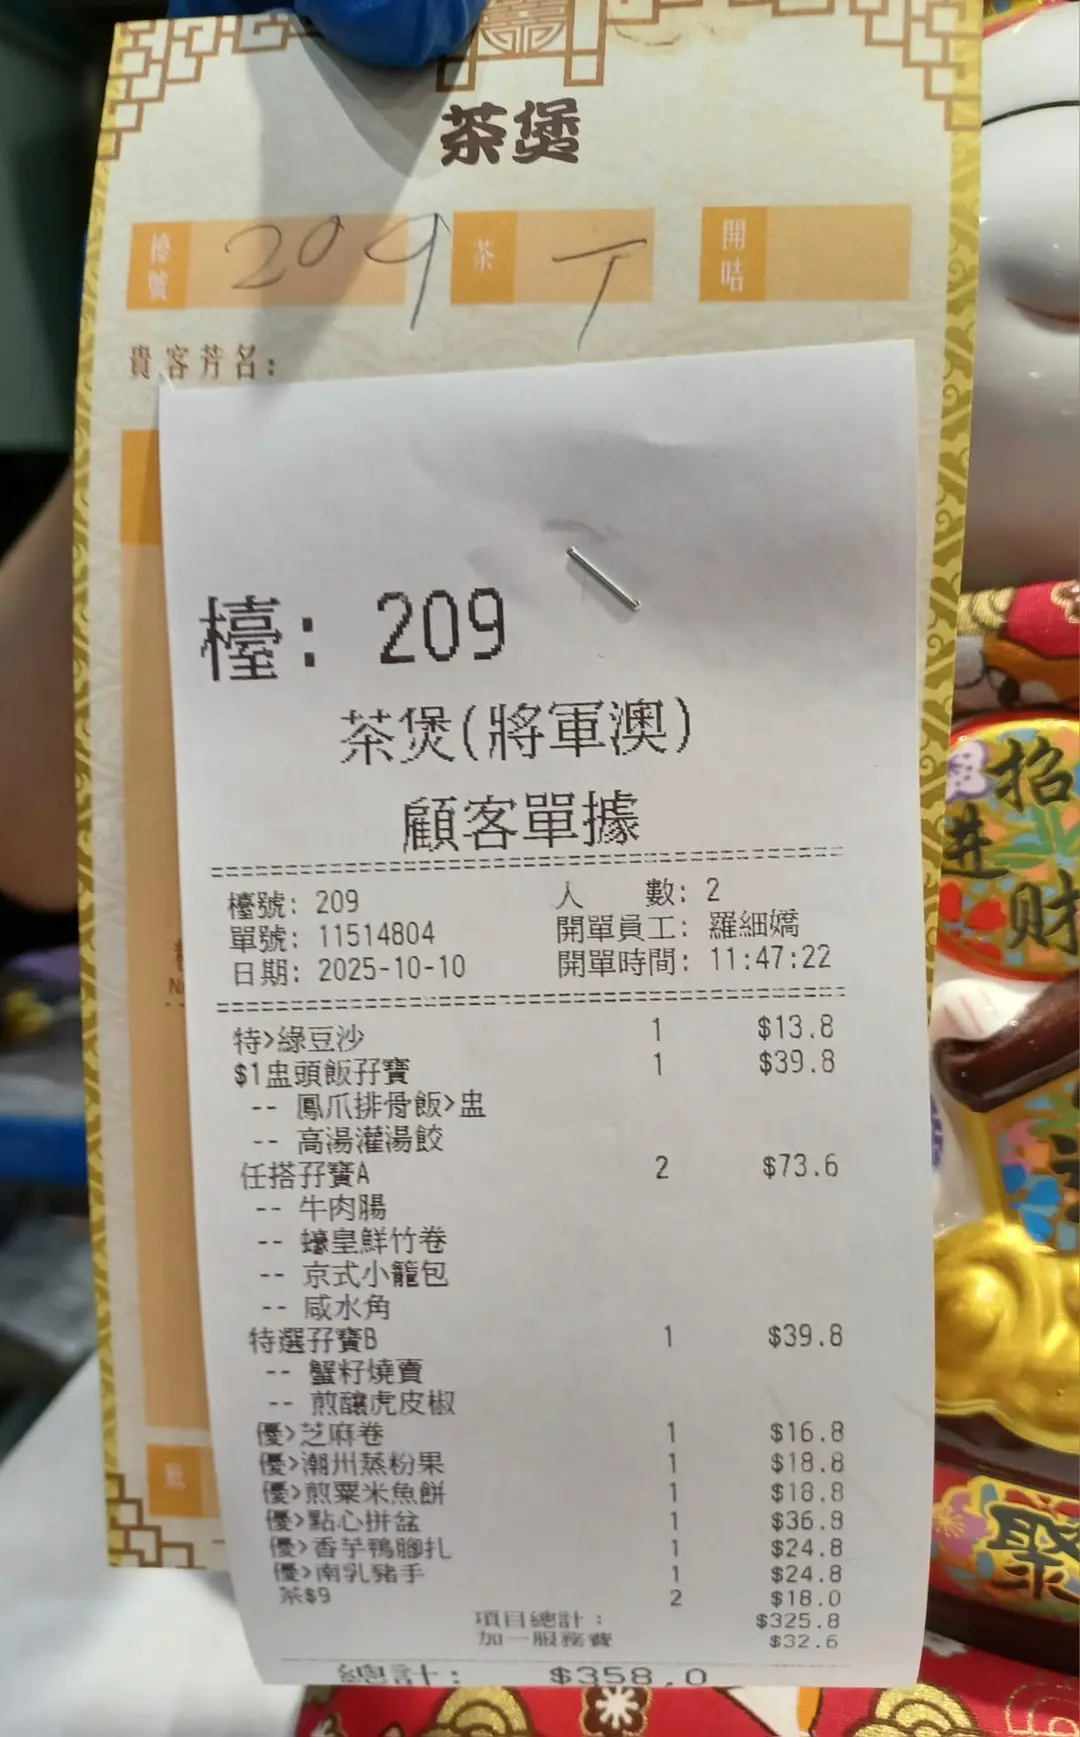 茶煲
檯號 209 茶 T 開咭
貴客芳名:
檯: 209
茶煲(將軍澳)
顧客單據
檯號: 209 人 數: 2
單號: 11514804 開單員工: 羅細嬌
日期: 2025-10-10 開單時間: 11:47:22
特>綠豆沙 1 $13.8
$1盅頭飯孖寶 1 $39.8
-- 鳳爪排骨飯>盅
-- 高湯灌湯餃
任搭孖寶A 2 $73.6
-- 牛肉腸
-- 蠔皇鮮竹卷
-- 京式小籠包
-- 咸水角
特選孖寶B 1 $39.8
-- 蟹籽燒賣
-- 煎釀虎皮椒
優>芝麻卷 1 $16.8
優>潮州蒸粉果 1 $18.8
優>煎粟米魚餅 1 $18.8
優>點心拼盆 1 $36.8
優>香芋鴨腳扎 1 $24.8
優>南乳豬手 1 $24.8
茶$9 2 $18.0
項目總計: $325.8
加一服務費 $32.6
總計: $358.0
招
进
财
聚